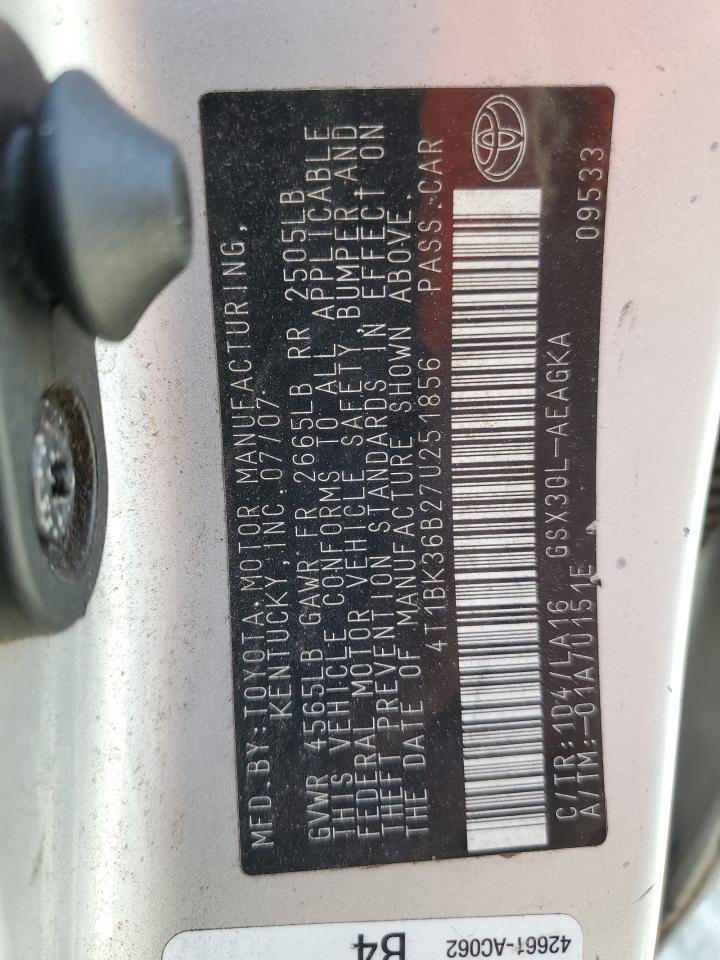 MFD.BY:TOYOTA MOTOR MANUFACTURING,
KENTUCKY,INC.07/07
GVWR 4565LB GAWR FR 2665LB RR 2505LB
THIS VEHICLE CONFORMS TO ALL APPLICABLE
FEDERAL MOTOR VEHICLE SAFETY,BUMPER AND
THEFT PREVENTION STANDARDS IN EFFECT ON
THE DATE OF MANUFACTURE SHOWN ABOVE.
4T1BK36B27U251856 PASS.CAR
C/TR:1D4/LA16 GSX30L-AEAGKA
A/TM:-01A/0151E 09533
42661-AC062
B4